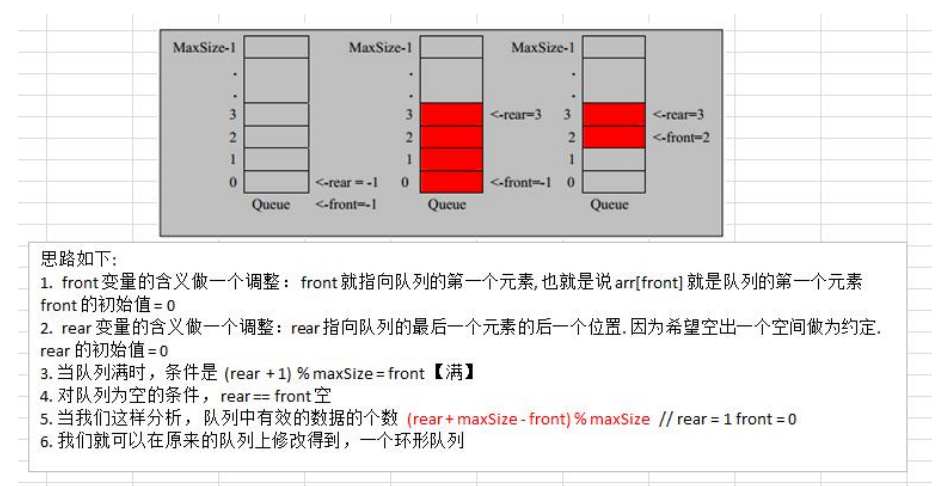 MaxSize-1 MaxSize-1 MaxSize-1
. . .
. . .
3 3 <-rear=3 3 <-rear=3
2 2 2 <-front=2
1 1 1
0 <-rear = -1 0 <-front=-1 0
Queue <-front=-1 Queue Queue
思路如下:
1. front 变量的含义做一个调整： front 就指向队列的第一个元素, 也就是说 arr[front] 就是队列的第一个元素
front 的初始值 = 0
2. rear 变量的含义做一个调整：rear 指向队列的最后一个元素的后一个位置. 因为希望空出一个空间做为约定.
rear 的初始值 = 0
3. 当队列满时，条件是 (rear + 1) % maxSize = front 【满】
4. 对队列为空的条件， rear == front 空
5. 当我们这样分析， 队列中有效的数据的个数 (rear + maxSize - front) % maxSize // rear = 1 front = 0
6. 我们就可以在原来的队列上修改得到，一个环形队列